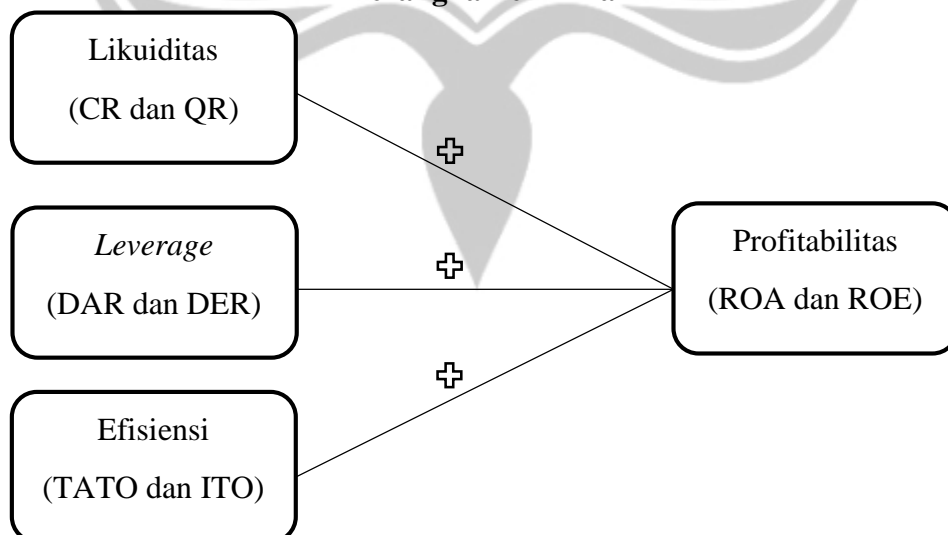 Likuiditas
(CR dan QR)
Leverage
(DAR dan DER)
Profitabilitas
(ROA dan ROE)
Efisiensi
(TATO dan ITO)